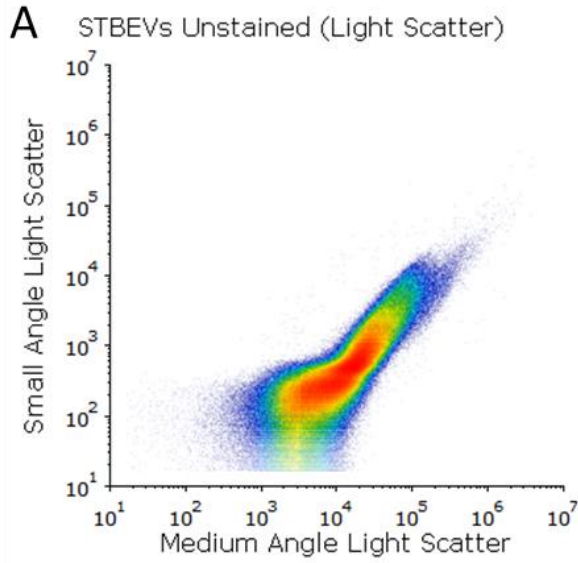 A
STBEVs Unstained (Light Scatter)
Small Angle Light Scatter
10⁷
10⁶
10⁵
10⁴
10³
10²
10¹
10¹ 10² 10³ 10⁴ 10⁵ 10⁶ 10⁷
Medium Angle Light Scatter